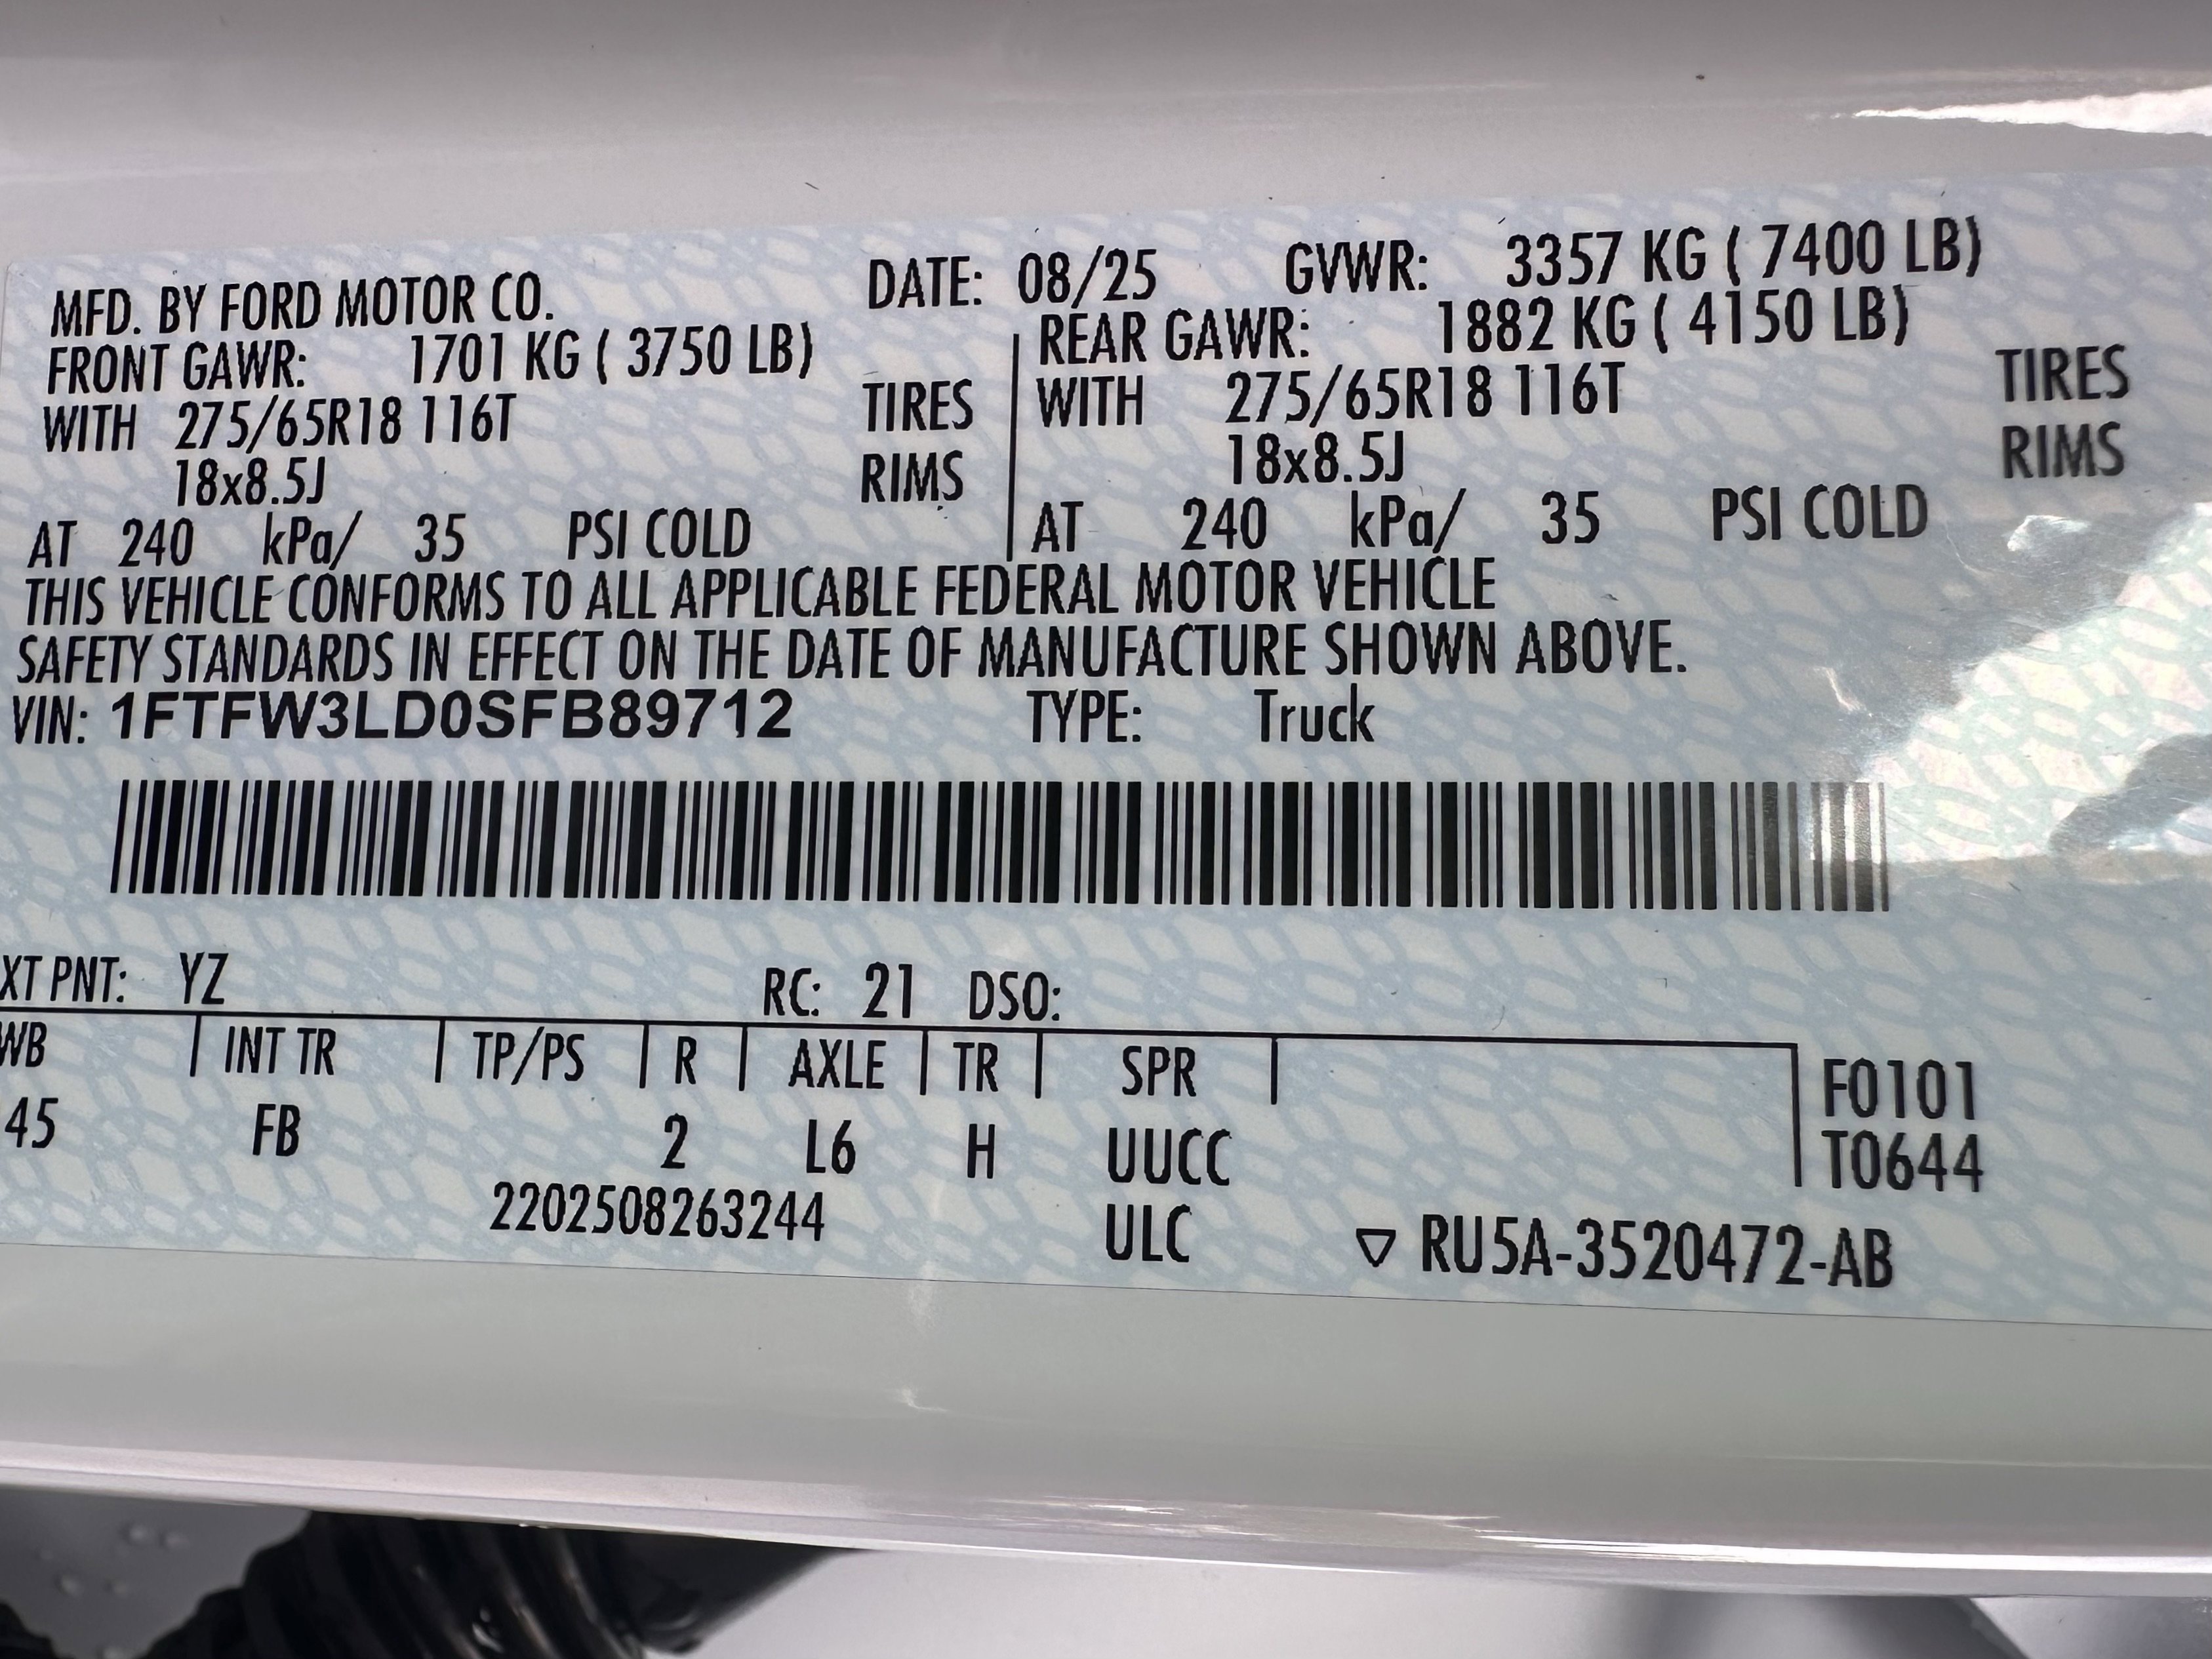 MFD. BY FORD MOTOR CO. DATE: 08/25 GVWR: 3357 KG ( 7400 LB)
FRONT GAWR: 1701 KG ( 3750 LB) REAR GAWR: 1882 KG ( 4150 LB)
WITH 275/65R18 116T TIRES WITH 275/65R18 116T TIRES
18x8.5J RIMS 18x8.5J RIMS
AT 240 kPa/ 35 PSI COLD AT 240 kPa/ 35 PSI COLD
THIS VEHICLE CONFORMS TO ALL APPLICABLE FEDERAL MOTOR VEHICLE
SAFETY STANDARDS IN EFFECT ON THE DATE OF MANUFACTURE SHOWN ABOVE.
VIN: 1FTFW3LD0SFB89712 TYPE: Truck
XT PNT: YZ RC: 21 DSO:
WB INT TR TP/PS R AXLE TR SPR F0101
45 FB 2 L6 H UUCC T0644
2202508263244 ULC ▽ RU5A-3520472-AB